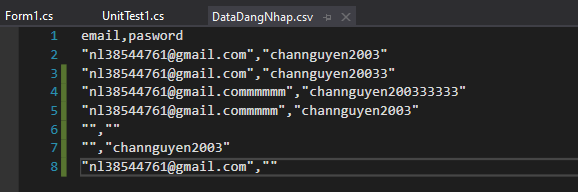 Form1.cs UnitTest1.cs DataDangNhap.csv
1 email,pasword
2 "nl38544761@gmail.com","channguyen2003"
3 "nl38544761@gmail.com","channguyen20033"
4 "nl38544761@gmail.commmmmm","channguyen200333333"
5 "nl38544761@gmail.commmmmm","channguyen2003"
6 "",""
7 "","channguyen2003"
8 "nl38544761@gmail.com",""